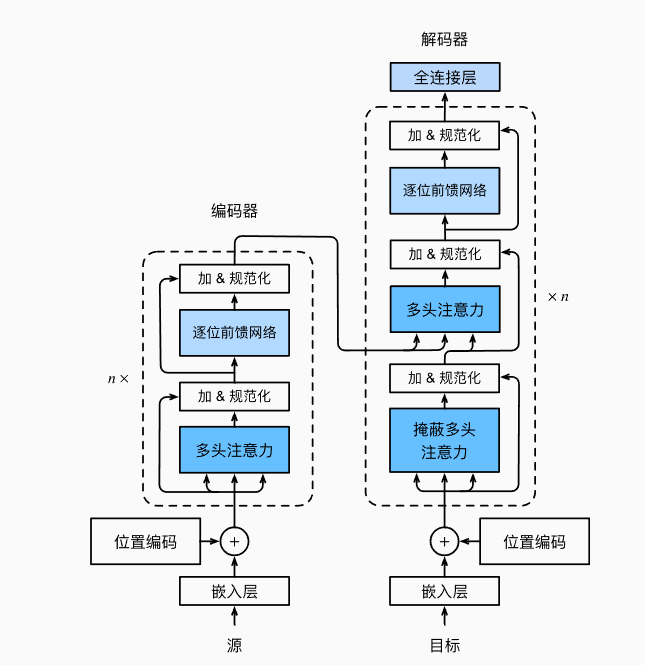 解码器
全连接层
加 & 规范化
逐位前馈网络
加 & 规范化
多头注意力
加 & 规范化
掩蔽多头
注意力
× n
位置编码
嵌入层
目标
编码器
加 & 规范化
逐位前馈网络
加 & 规范化
多头注意力
n ×
位置编码
嵌入层
源